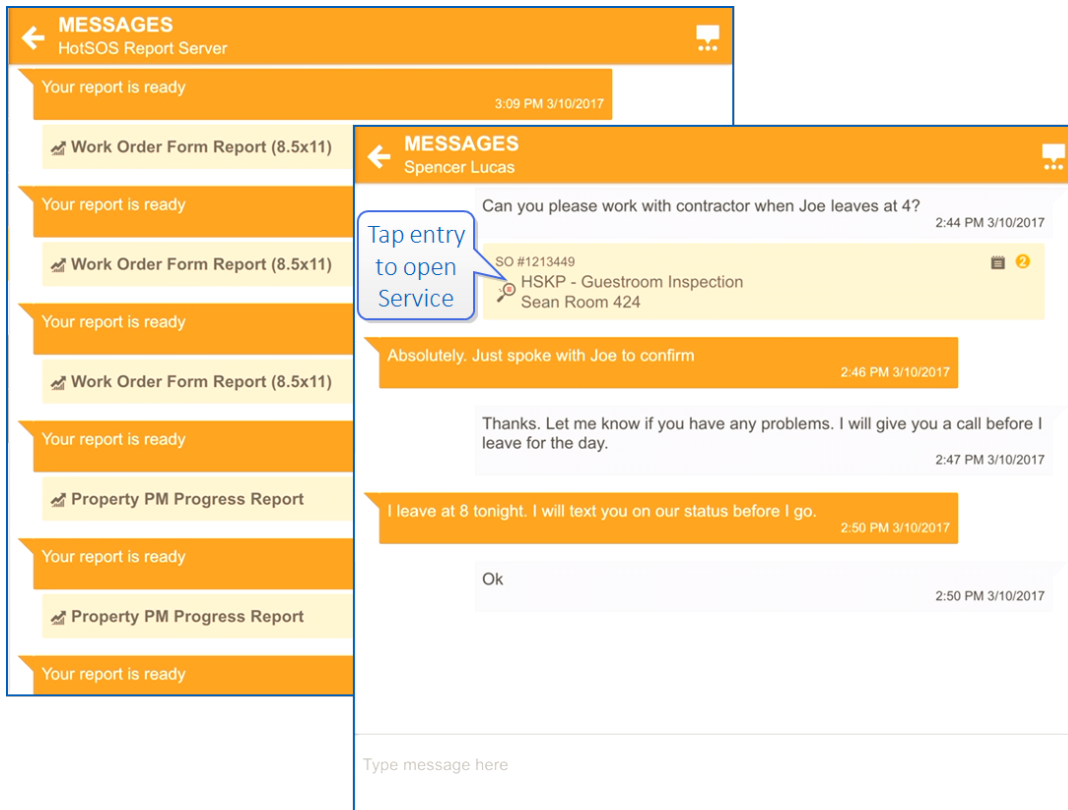 MESSAGES
HotSOS Report Server
Your report is ready
3:09 PM 3/10/2017
Work Order Form Report (8.5x11)
Your report is ready
Work Order Form Report (8.5x11)
Your report is ready
Work Order Form Report (8.5x11)
Your report is ready
Property PM Progress Report
Your report is ready
Property PM Progress Report
Your report is ready
MESSAGES
Spencer Lucas
Can you please work with contractor when Joe leaves at 4?
2:44 PM 3/10/2017
Tap entry
to open
Service
SO #1213449
2
HSKP - Guestroom Inspection
Sean Room 424
Absolutely. Just spoke with Joe to confirm
2:46 PM 3/10/2017
Thanks. Let me know if you have any problems. I will give you a call before I
leave for the day.
2:47 PM 3/10/2017
I leave at 8 tonight. I will text you on our status before I go.
2:50 PM 3/10/2017
Ok
2:50 PM 3/10/2017
Type message here